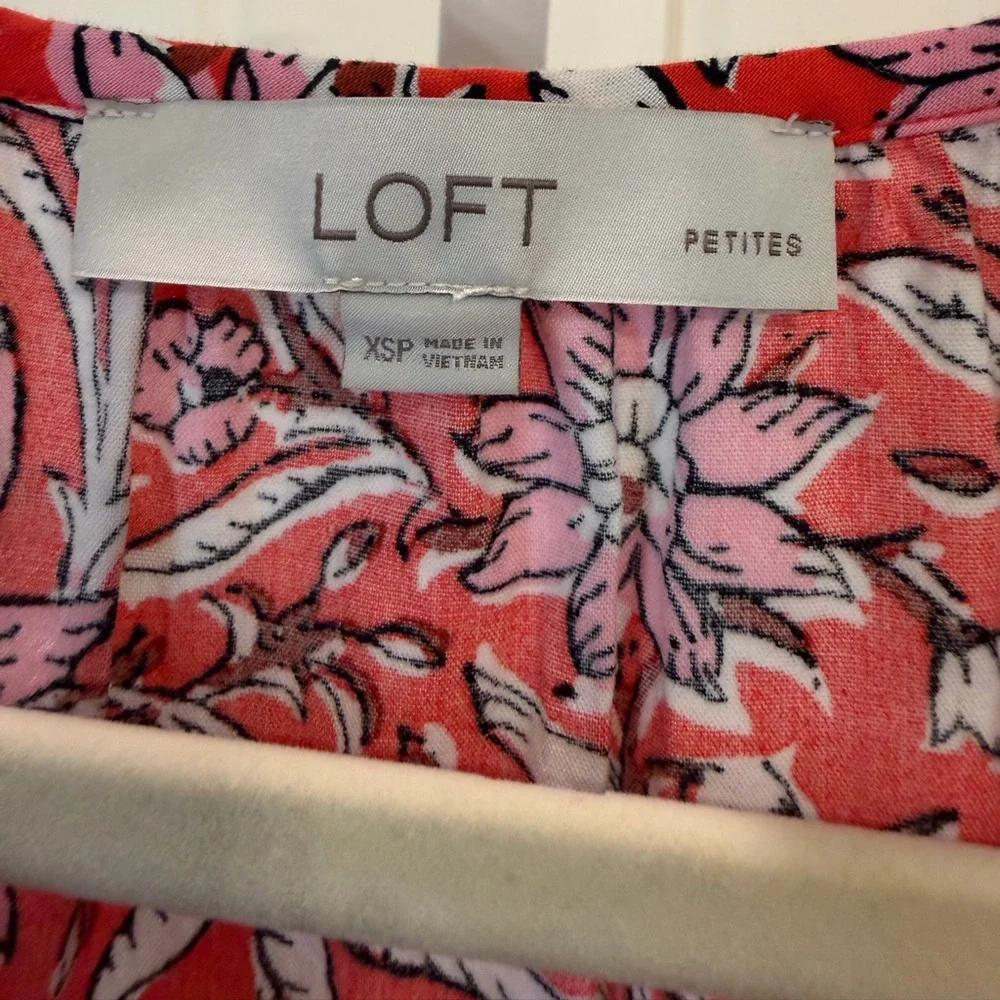 LOFT
PETITES
XSP MADE IN
VIETNAM